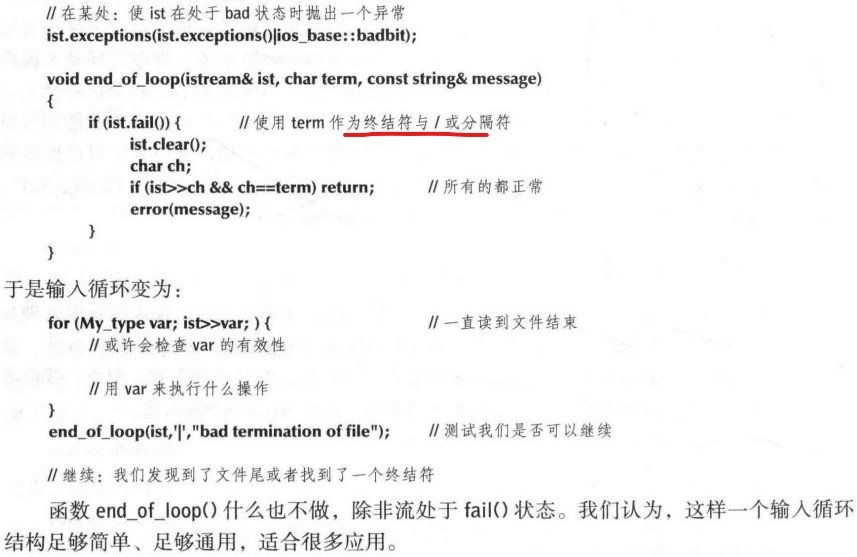 // 在某处：使 ist 在处于 bad 状态时抛出一个异常
ist.exceptions(ist.exceptions()|ios_base::badbit);
void end_of_loop(istream& ist, char term, const string& message)
{
if (ist.fail()) { // 使用 term 作为终结符与 / 或分隔符
ist.clear();
char ch;
if (ist>>ch && ch==term) return; // 所有的都正常
error(message);
}
}
于是输入循环变为：
for (My_type var; ist>>var; ) { // 一直读到文件结束
// 或许会检查 var 的有效性
// 用 var 来执行什么操作
}
end_of_loop(ist,'|',"bad termination of file"); // 测试我们是否可以继续
// 继续：我们发现到了文件尾或者找到了一个终结符
函数 end_of_loop() 什么也不做，除非流处于 fail() 状态。我们认为，这样一个输入循环
结构足够简单、足够通用，适合很多应用。